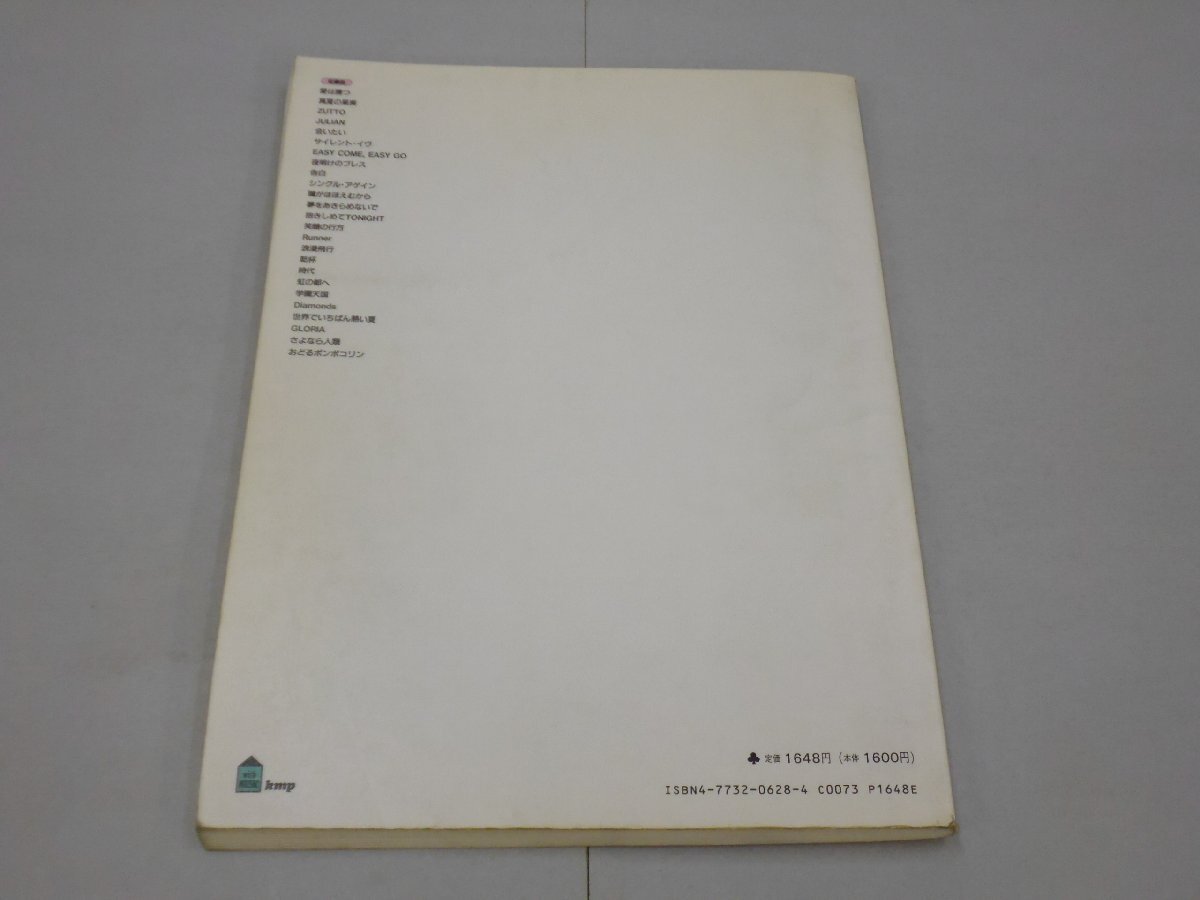 収載曲
愛は勝つ
真夏の果実
ZUTTO
JULIAN
会いたい
サイレント・イヴ
EASY COME, EASY GO
夜明けのブレス
告白
シングル・アゲイン
瞳がほほえむから
夢をあきらめないで
抱きしめてTONIGHT
笑顔の行方
Runner
浪漫飛行
乾杯
時代
虹の都へ
学園天国
Diamonds
世界でいちばん熱い夏
GLORIA
さよなら人類
おどるポンポコリン
kmp
♣ 定価 1648円 (本体 1600円)
ISBN4-7732-0628-4 C0073 P1648E